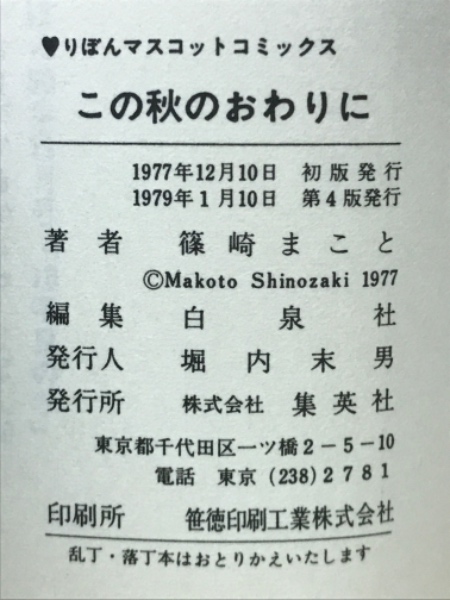 ♥りぼんマスコットコミックス
この秋のおわりに
1977年12月10日 初版発行
1979年1月10日 第4版発行
著者 篠崎まこと
©Makoto Shinozaki 1977
編集 白泉社
発行人 堀内末男
発行所 株式会社 集英社
東京都千代田区一ツ橋2-5-10
電話 東京(238)2781
印刷所 笹徳印刷工業株式会社
乱丁・落丁本はおとりかえいたします